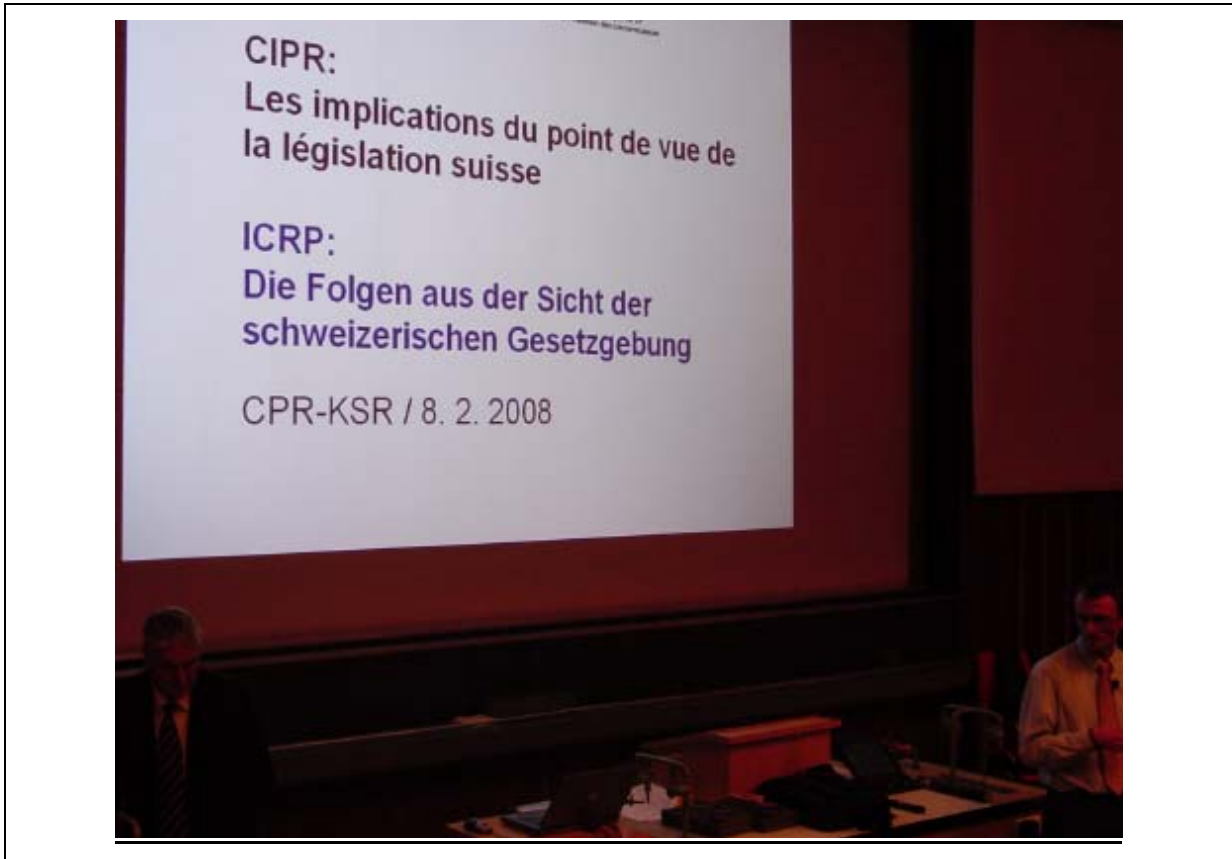 CIPR:
Les implications du point de vue de
la législation suisse
ICRP:
Die Folgen aus der Sicht der
schweizerischen Gesetzgebung
CPR-KSR / 8. 2. 2008